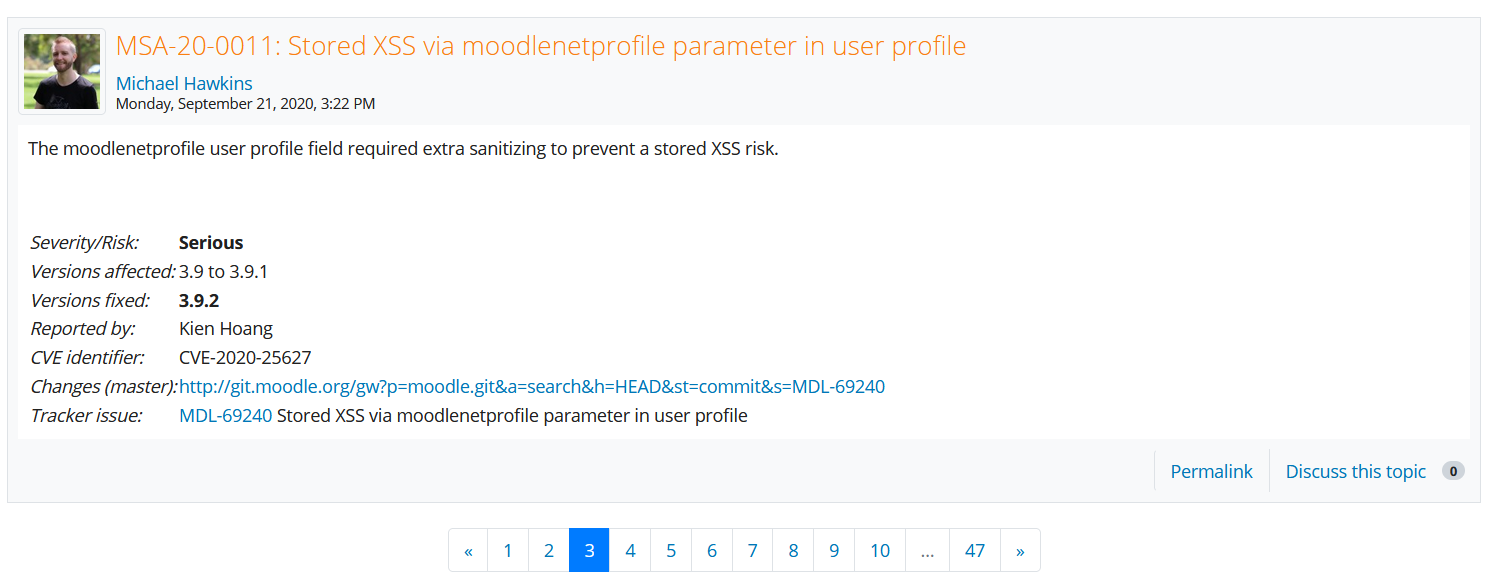 MSA-20-0011: Stored XSS via moodlenetprofile parameter in user profile
Michael Hawkins
Monday, September 21, 2020, 3:22 PM
The moodlenetprofile user profile field required extra sanitizing to prevent a stored XSS risk.
Severity/Risk: Serious
Versions affected: 3.9 to 3.9.1
Versions fixed: 3.9.2
Reported by: Kien Hoang
CVE identifier: CVE-2020-25627
Changes (master): http://git.moodle.org/gw?p=moodle.git&a=search&h=HEAD&st=commit&s=MDL-69240
Tracker issue: MDL-69240 Stored XSS via moodlenetprofile parameter in user profile
Permalink Discuss this topic 0
« 1 2 3 4 5 6 7 8 9 10 ... 47 »